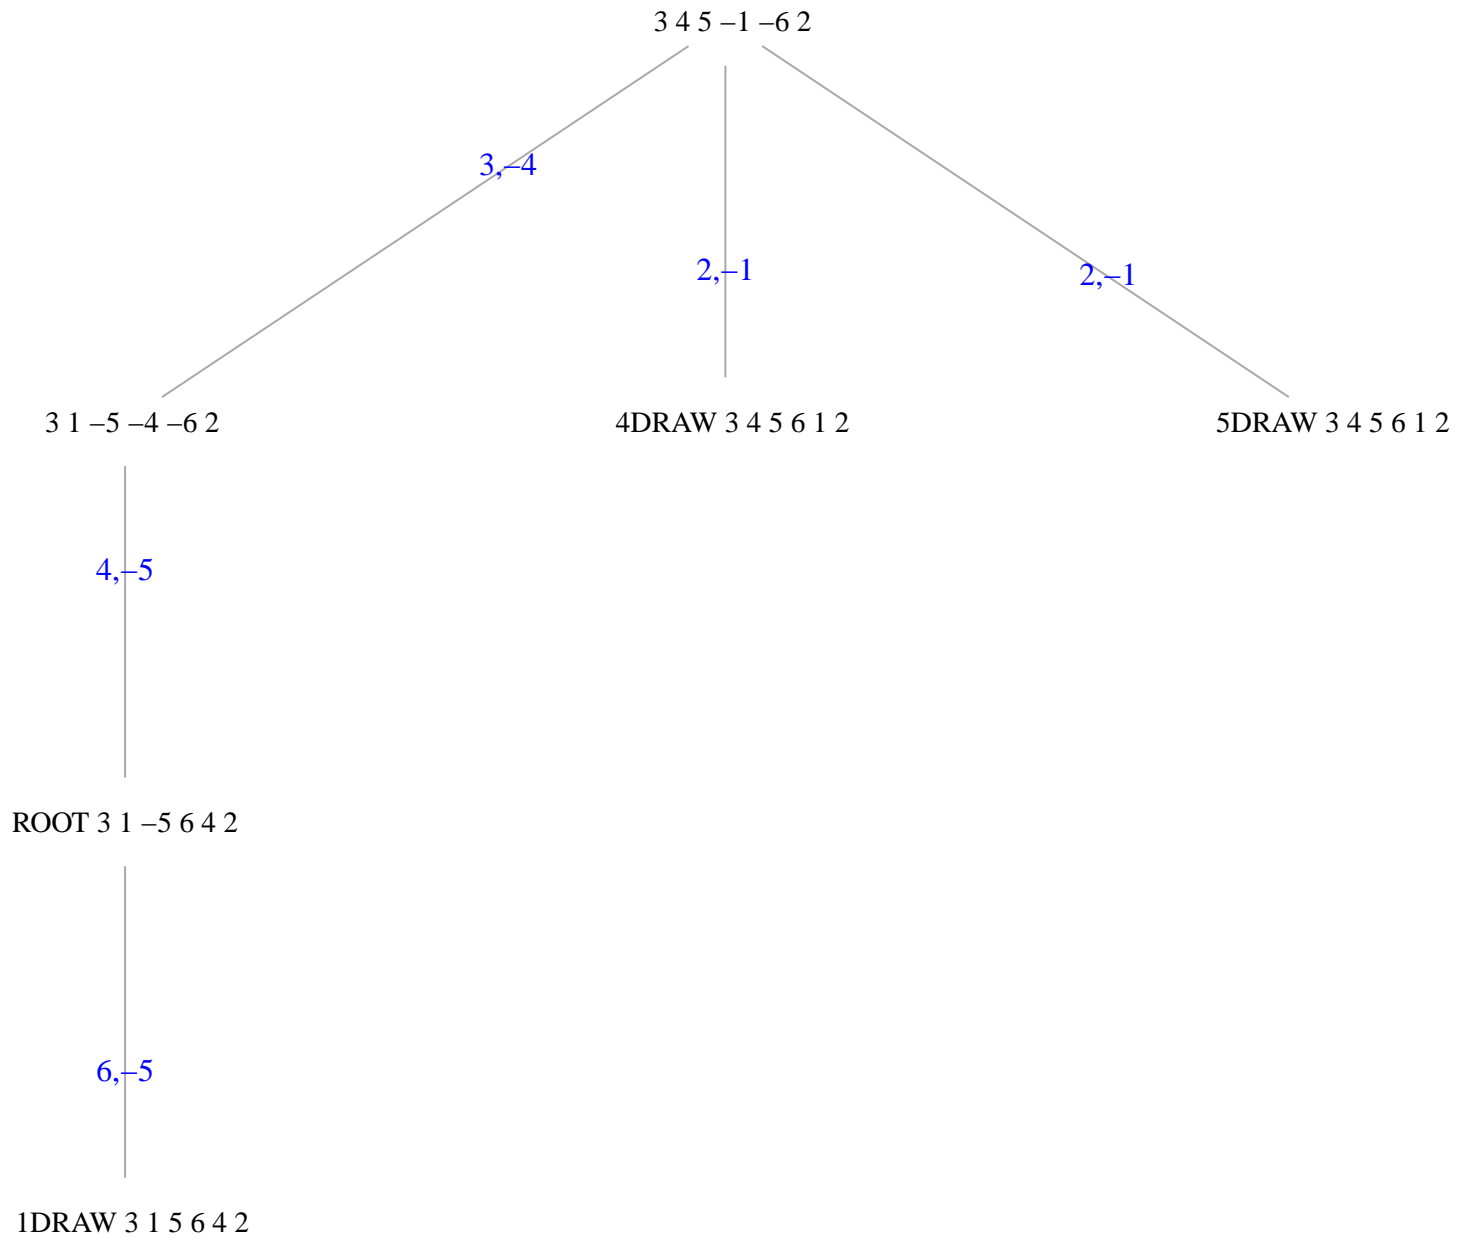 3 4 5 –1 –6 2
3,–4
2,–1
2,–1
3 1 –5 –4 –6 2
4DRAW 3 4 5 6 1 2
5DRAW 3 4 5 6 1 2
4,–5
ROOT 3 1 –5 6 4 2
6,–5
1DRAW 3 1 5 6 4 2